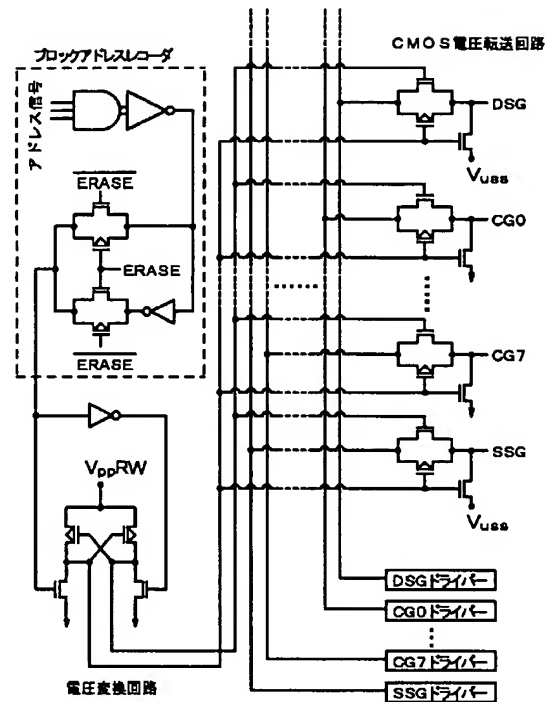 CMOS電圧転送回路
ブロックアドレスレコーダ
アドレス信号
ERASE
ERASE
ERASE
DSG
Vuss
CG0
CG7
SSG
Vuss
VppRW
電圧変換回路
DSGドライバー
CG0ドライバー
CG7ドライバー
SSGドライバー